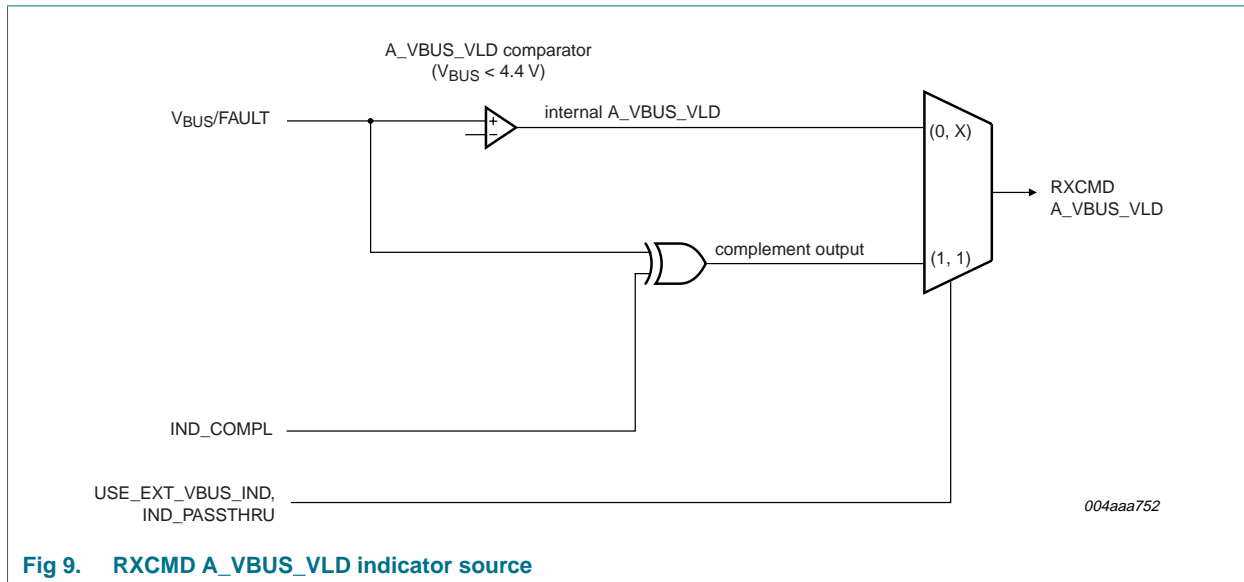 A_VBUS_VLD comparator
(VBUS < 4.4 V)
VBUS/FAULT
+
−
internal A_VBUS_VLD
(0, X)
RXCMD
A_VBUS_VLD
complement output
(1, 1)
IND_COMPL
USE_EXT_VBUS_IND,
IND_PASSTHRU
004aaa752
Fig 9. RXCMD A_VBUS_VLD indicator source